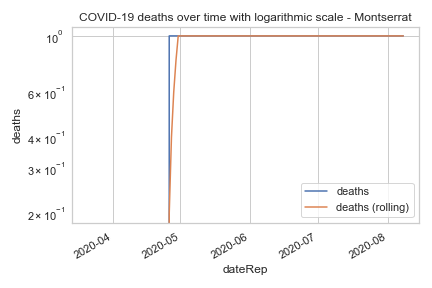 COVID-19 deaths over time with logarithmic scale - Montserrat
deaths
10⁰
6 × 10⁻¹
4 × 10⁻¹
3 × 10⁻¹
2 × 10⁻¹
deaths
deaths (rolling)
2020-04
2020-05
2020-06
2020-07
2020-08
dateRep